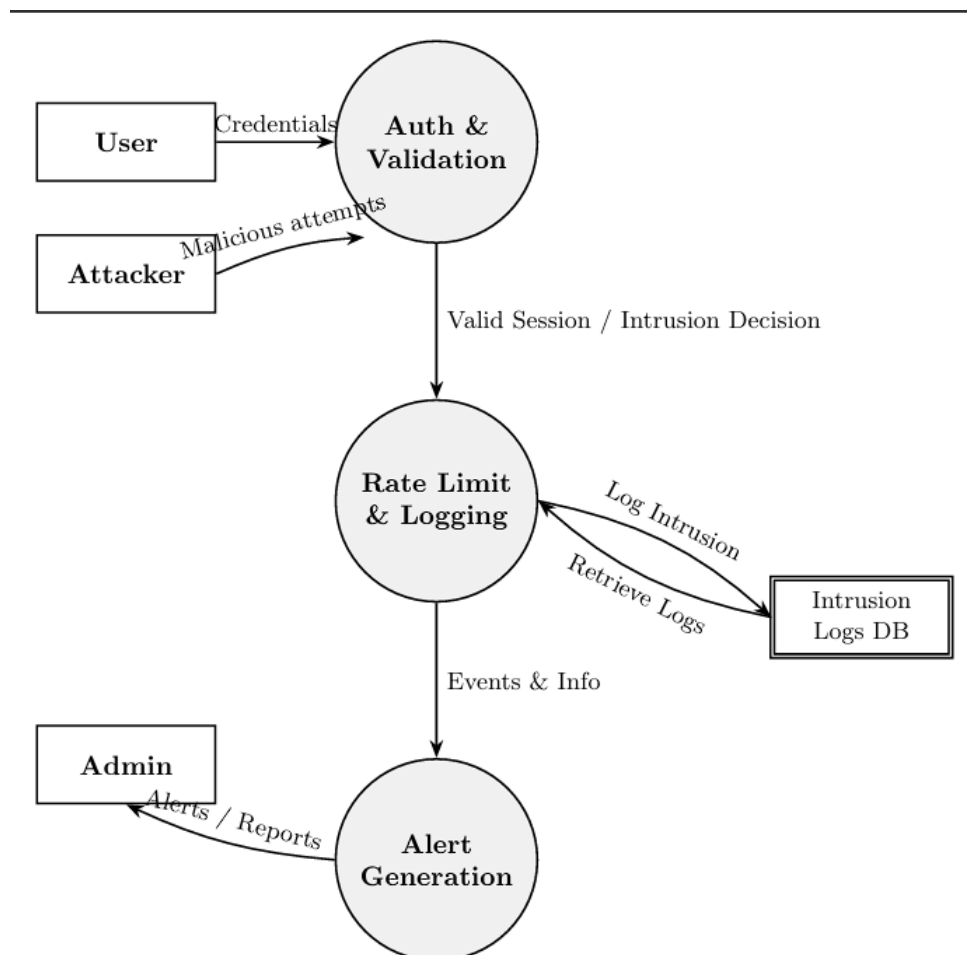 User
Credentials
Auth &
Validation
Malicious attempts
Attacker
Valid Session / Intrusion Decision
Rate Limit
& Logging
Log Intrusion
Retrieve Logs
Intrusion
Logs DB
Events & Info
Admin
Alerts / Reports
Alert
Generation